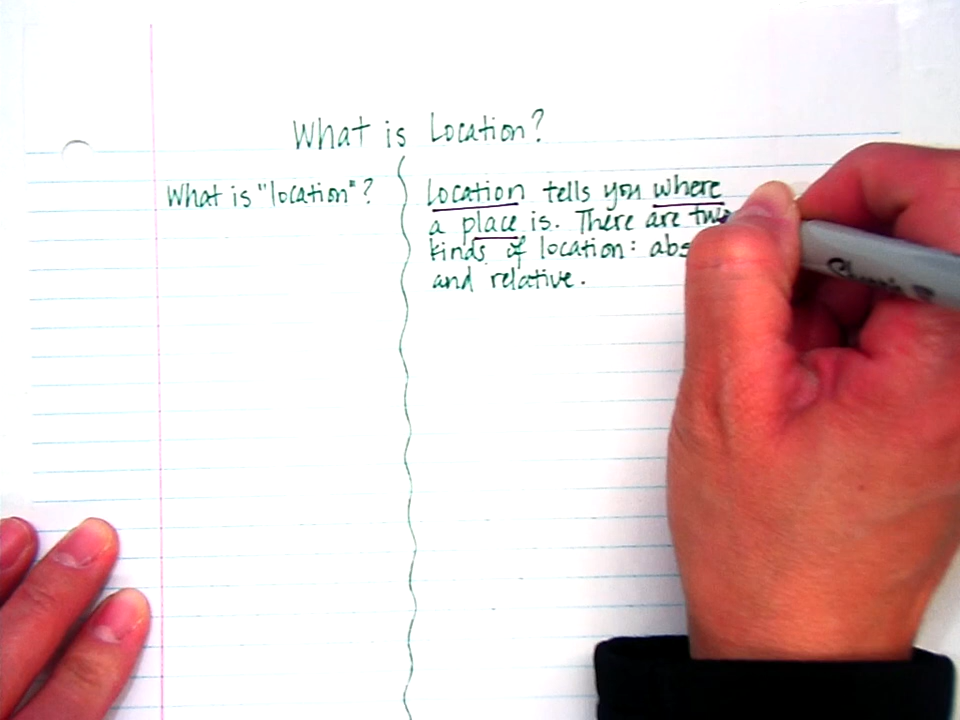 What is Location?
What is "location"?
Location tells you where
a place is. There are two
kinds of location:
and relative.